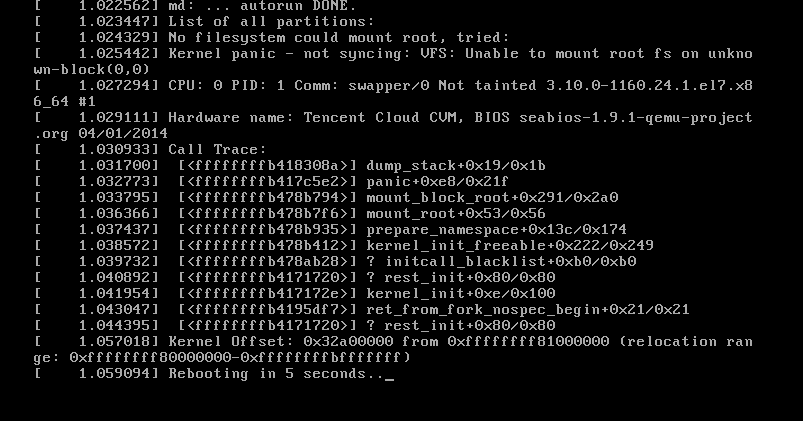 [    1.022562] md: ... autorun DONE.
[    1.023447] List of all partitions:
[    1.024329] No filesystem could mount root, tried:
[    1.025442] Kernel panic - not syncing: VFS: Unable to mount root fs on unkno
wn-block(0,0)
[    1.027294] CPU: 0 PID: 1 Comm: swapper/0 Not tainted 3.10.0-1160.24.1.el7.x8
6_64 #1
[    1.029111] Hardware name: Tencent Cloud CVM, BIOS seabios-1.9.1-qemu-project
.org 04/01/2014
[    1.030933] Call Trace:
[    1.031700]  [<ffffffffb418308a>] dump_stack+0x19/0x1b
[    1.032773]  [<ffffffffb417c5e2>] panic+0xe8/0x21f
[    1.033795]  [<ffffffffb478b794>] mount_block_root+0x291/0x2a0
[    1.036366]  [<ffffffffb478b7f6>] mount_root+0x53/0x56
[    1.037437]  [<ffffffffb478b935>] prepare_namespace+0x13c/0x174
[    1.038572]  [<ffffffffb478b412>] kernel_init_freeable+0x222/0x249
[    1.039732]  [<ffffffffb478ab28>] ? initcall_blacklist+0xb0/0xb0
[    1.040892]  [<ffffffffb4171720>] ? rest_init+0x80/0x80
[    1.041954]  [<ffffffffb417172e>] kernel_init+0xe/0x100
[    1.043047]  [<ffffffffb4195df7>] ret_from_fork_nospec_begin+0x21/0x21
[    1.044395]  [<ffffffffb4171720>] ? rest_init+0x80/0x80
[    1.057018] Kernel Offset: 0x32a00000 from 0xffffffff81000000 (relocation ran
ge: 0xffffffff80000000-0xffffffffbfffffff)
[    1.059094] Rebooting in 5 seconds.._